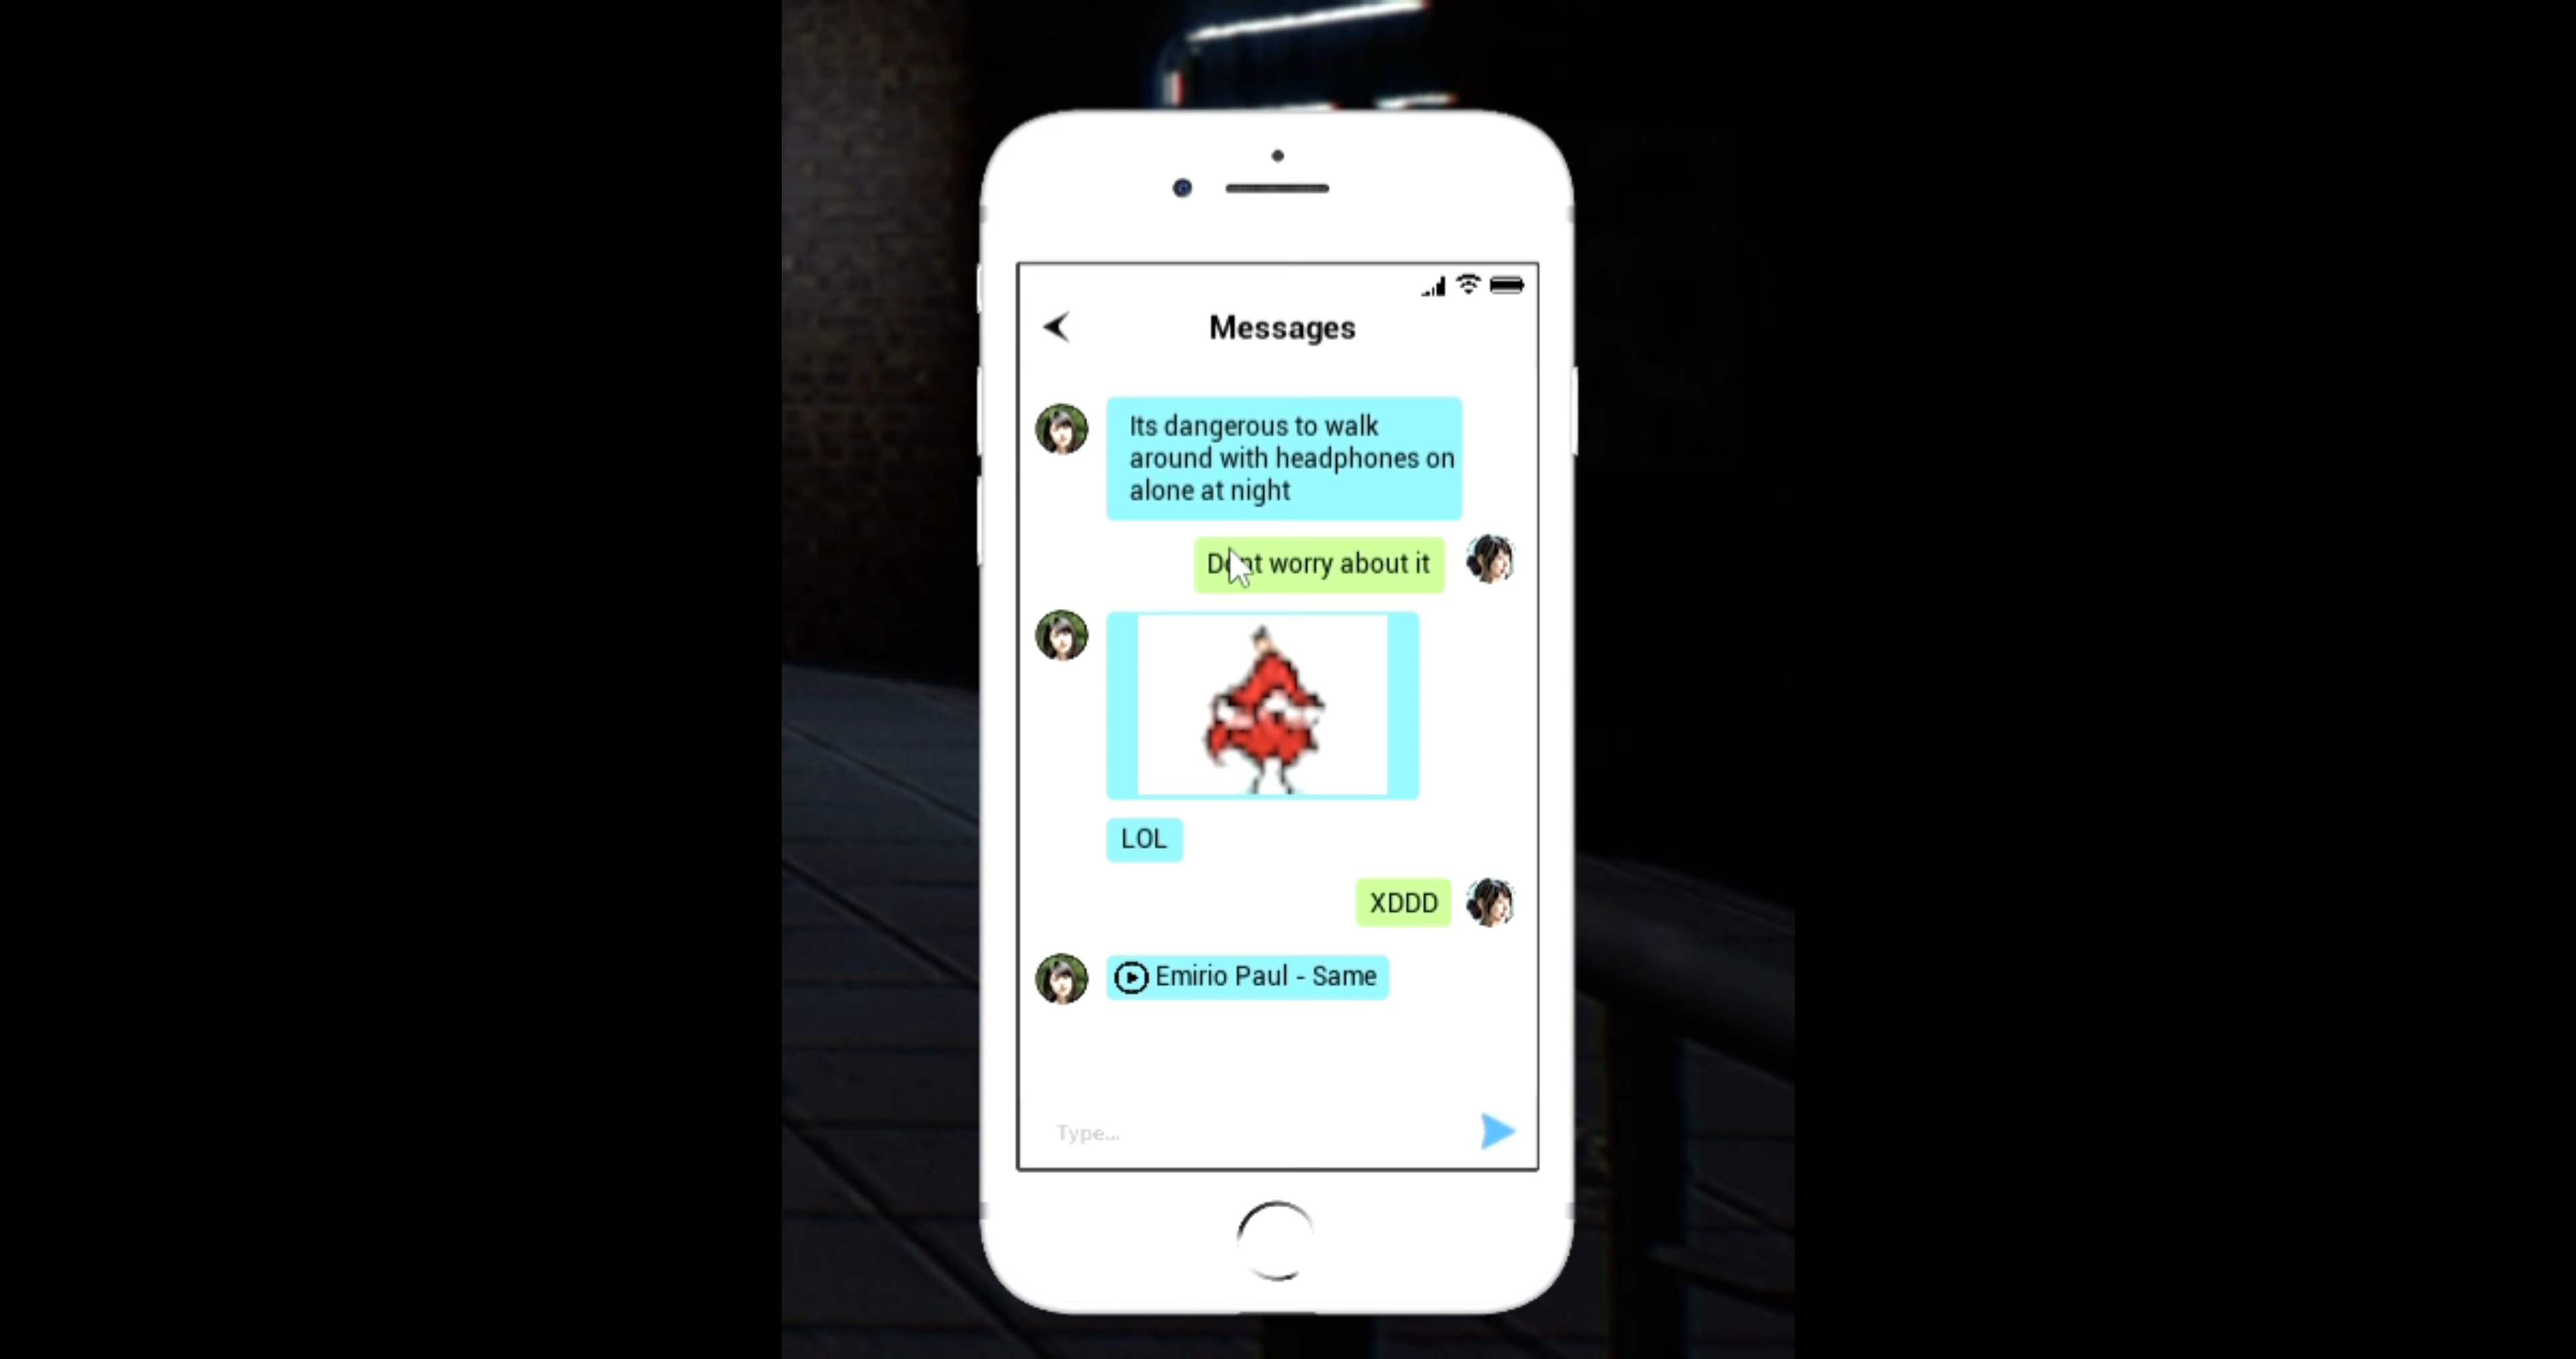 Messages
Its dangerous to walk
around with headphones on
alone at night
Dont worry about it
LOL
XDDD
Emirio Paul - Same
Type...